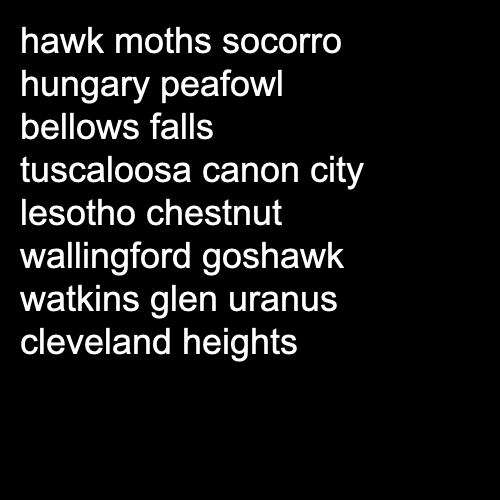 hawk moths socorro
hungary peafowl
bellows falls
tuscaloosa canon city
lesotho chestnut
wallingford goshawk
watkins glen uranus
cleveland heights